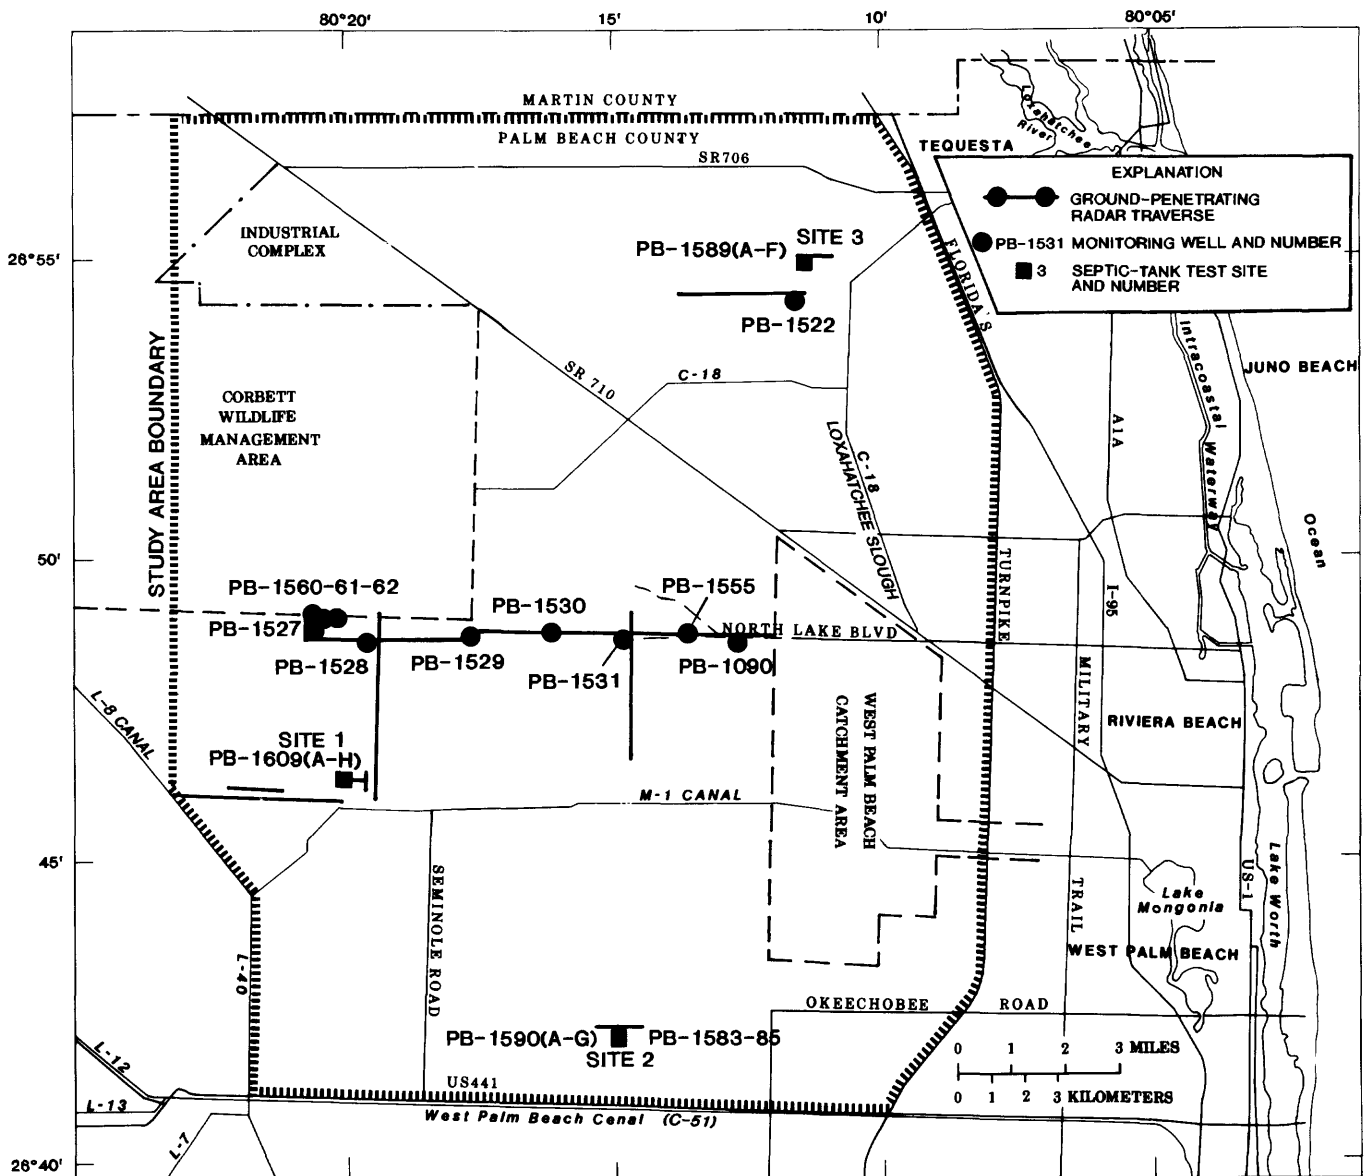 80°20'
15'
10'
80°05'
MARTIN COUNTY
PALM BEACH COUNTY
SR706
Loxahatchee
River
TEQUESTA
EXPLANATION
GROUND-PENETRATING
RADAR TRAVERSE
PB-1531 MONITORING WELL AND NUMBER
3 SEPTIC-TANK TEST SITE
AND NUMBER
INDUSTRIAL
COMPLEX
26°55'
SITE 3
PB-1589(A-F)
PB-1522
FLORIDA'S
TURNPIKE
STUDY AREA BOUNDARY
CORBETT
WILDLIFE
MANAGEMENT
AREA
SR 710
C-18
C-18
LOXAHATCHEE SLOUGH
A1A
Intracoastal
Waterway
JUNO BEACH
Ocean
50'
PB-1560-61-62
PB-1527
PB-1528
PB-1529
PB-1530
PB-1531
PB-1555
PB-1090
NORTH LAKE BLVD
I-95
MILITARY
TRAIL
RIVIERA BEACH
L-8 CANAL
SITE 1
PB-1609(A-H)
M-1 CANAL
WEST PALM BEACH
CATCHMENT AREA
45'
SEMINOLE ROAD
L-40
US-1
Lake Worth
Lake
Mongonia
WEST PALM BEACH
OKEECHOBEE ROAD
PB-1590(A-G)
PB-1583-85
SITE 2
0 1 2 3 MILES
0 1 2 3 KILOMETERS
L-12
L-13
L-7
US441
West Palm Beach Cenal (C-51)
26°40'